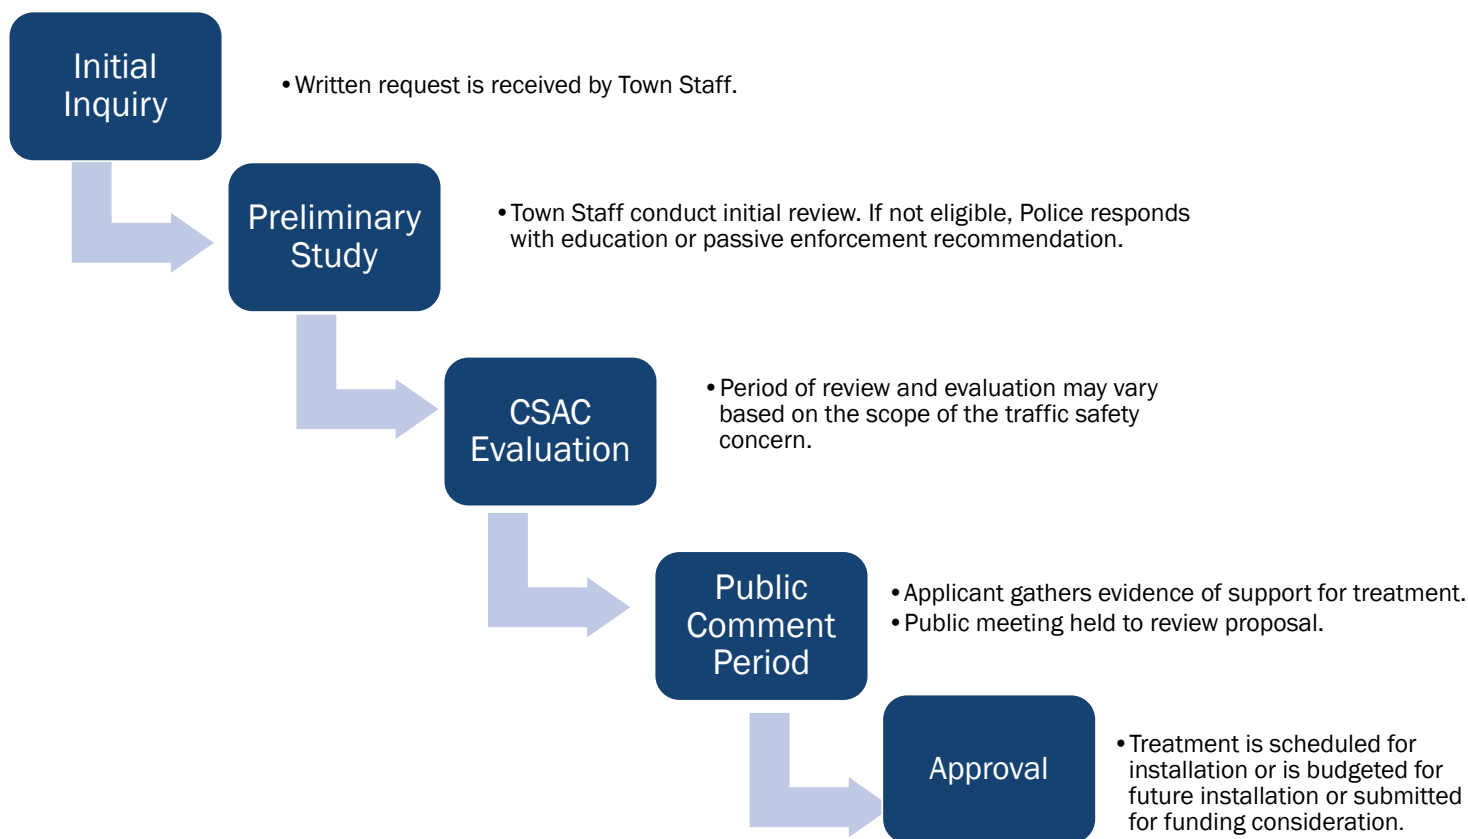 Initial
Inquiry
•Written request is received by Town Staff.
Preliminary
Study
•Town Staff conduct initial review. If not eligible, Police responds
with education or passive enforcement recommendation.
CSAC
Evaluation
•Period of review and evaluation may vary
based on the scope of the traffic safety
concern.
Public
Comment
Period
•Applicant gathers evidence of support for treatment.
•Public meeting held to review proposal.
Approval
•Treatment is scheduled for
installation or is budgeted for
future installation or submitted
for funding consideration.